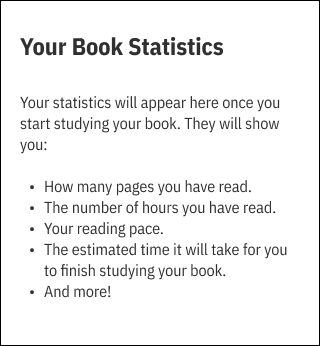 Your Book Statistics
Your statistics will appear here once you
start studying your book. They will show
you:
• How many pages you have read.
• The number of hours you have read.
• Your reading pace.
• The estimated time it will take for you
to finish studying your book.
• And more!